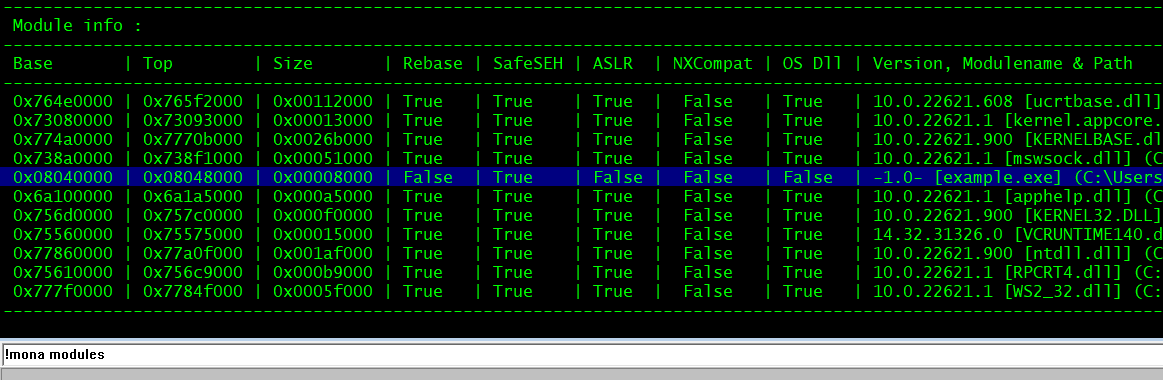 Module info :
Base | Top | Size | Rebase | SafeSEH | ASLR | NXCompat | OS Dll | Version, Modulename & Path
0x764e0000 | 0x765f2000 | 0x00112000 | True | True | True | False | True | 10.0.22621.608 [ucrtbase.dll]
0x73080000 | 0x73093000 | 0x00013000 | True | True | True | False | True | 10.0.22621.1 [kernel.appcore.
0x774a0000 | 0x7770b000 | 0x0026b000 | True | True | True | False | True | 10.0.22621.900 [KERNELBASE.dl
0x738a0000 | 0x738f1000 | 0x00051000 | True | True | True | False | True | 10.0.22621.1 [mswsock.dll] (C
0x08040000 | 0x08048000 | 0x00008000 | False | True | False | False | False | -1.0- [example.exe] (C:\Users
0x6a100000 | 0x6a1a5000 | 0x000a5000 | True | True | True | False | True | 10.0.22621.1 [apphelp.dll] (C
0x756d0000 | 0x757c0000 | 0x000f0000 | True | True | True | False | True | 10.0.22621.900 [KERNEL32.DLL]
0x75560000 | 0x75575000 | 0x00015000 | True | True | True | False | True | 14.32.31326.0 [VCRUNTIME140.d
0x77860000 | 0x77a0f000 | 0x001af000 | True | True | True | False | True | 10.0.22621.900 [ntdll.dll] (C
0x75610000 | 0x756c9000 | 0x000b9000 | True | True | True | False | True | 10.0.22621.1 [RPCRT4.dll] (C:
0x777f0000 | 0x7784f000 | 0x0005f000 | True | True | True | False | True | 10.0.22621.1 [WS2_32.dll] (C:
!mona modules